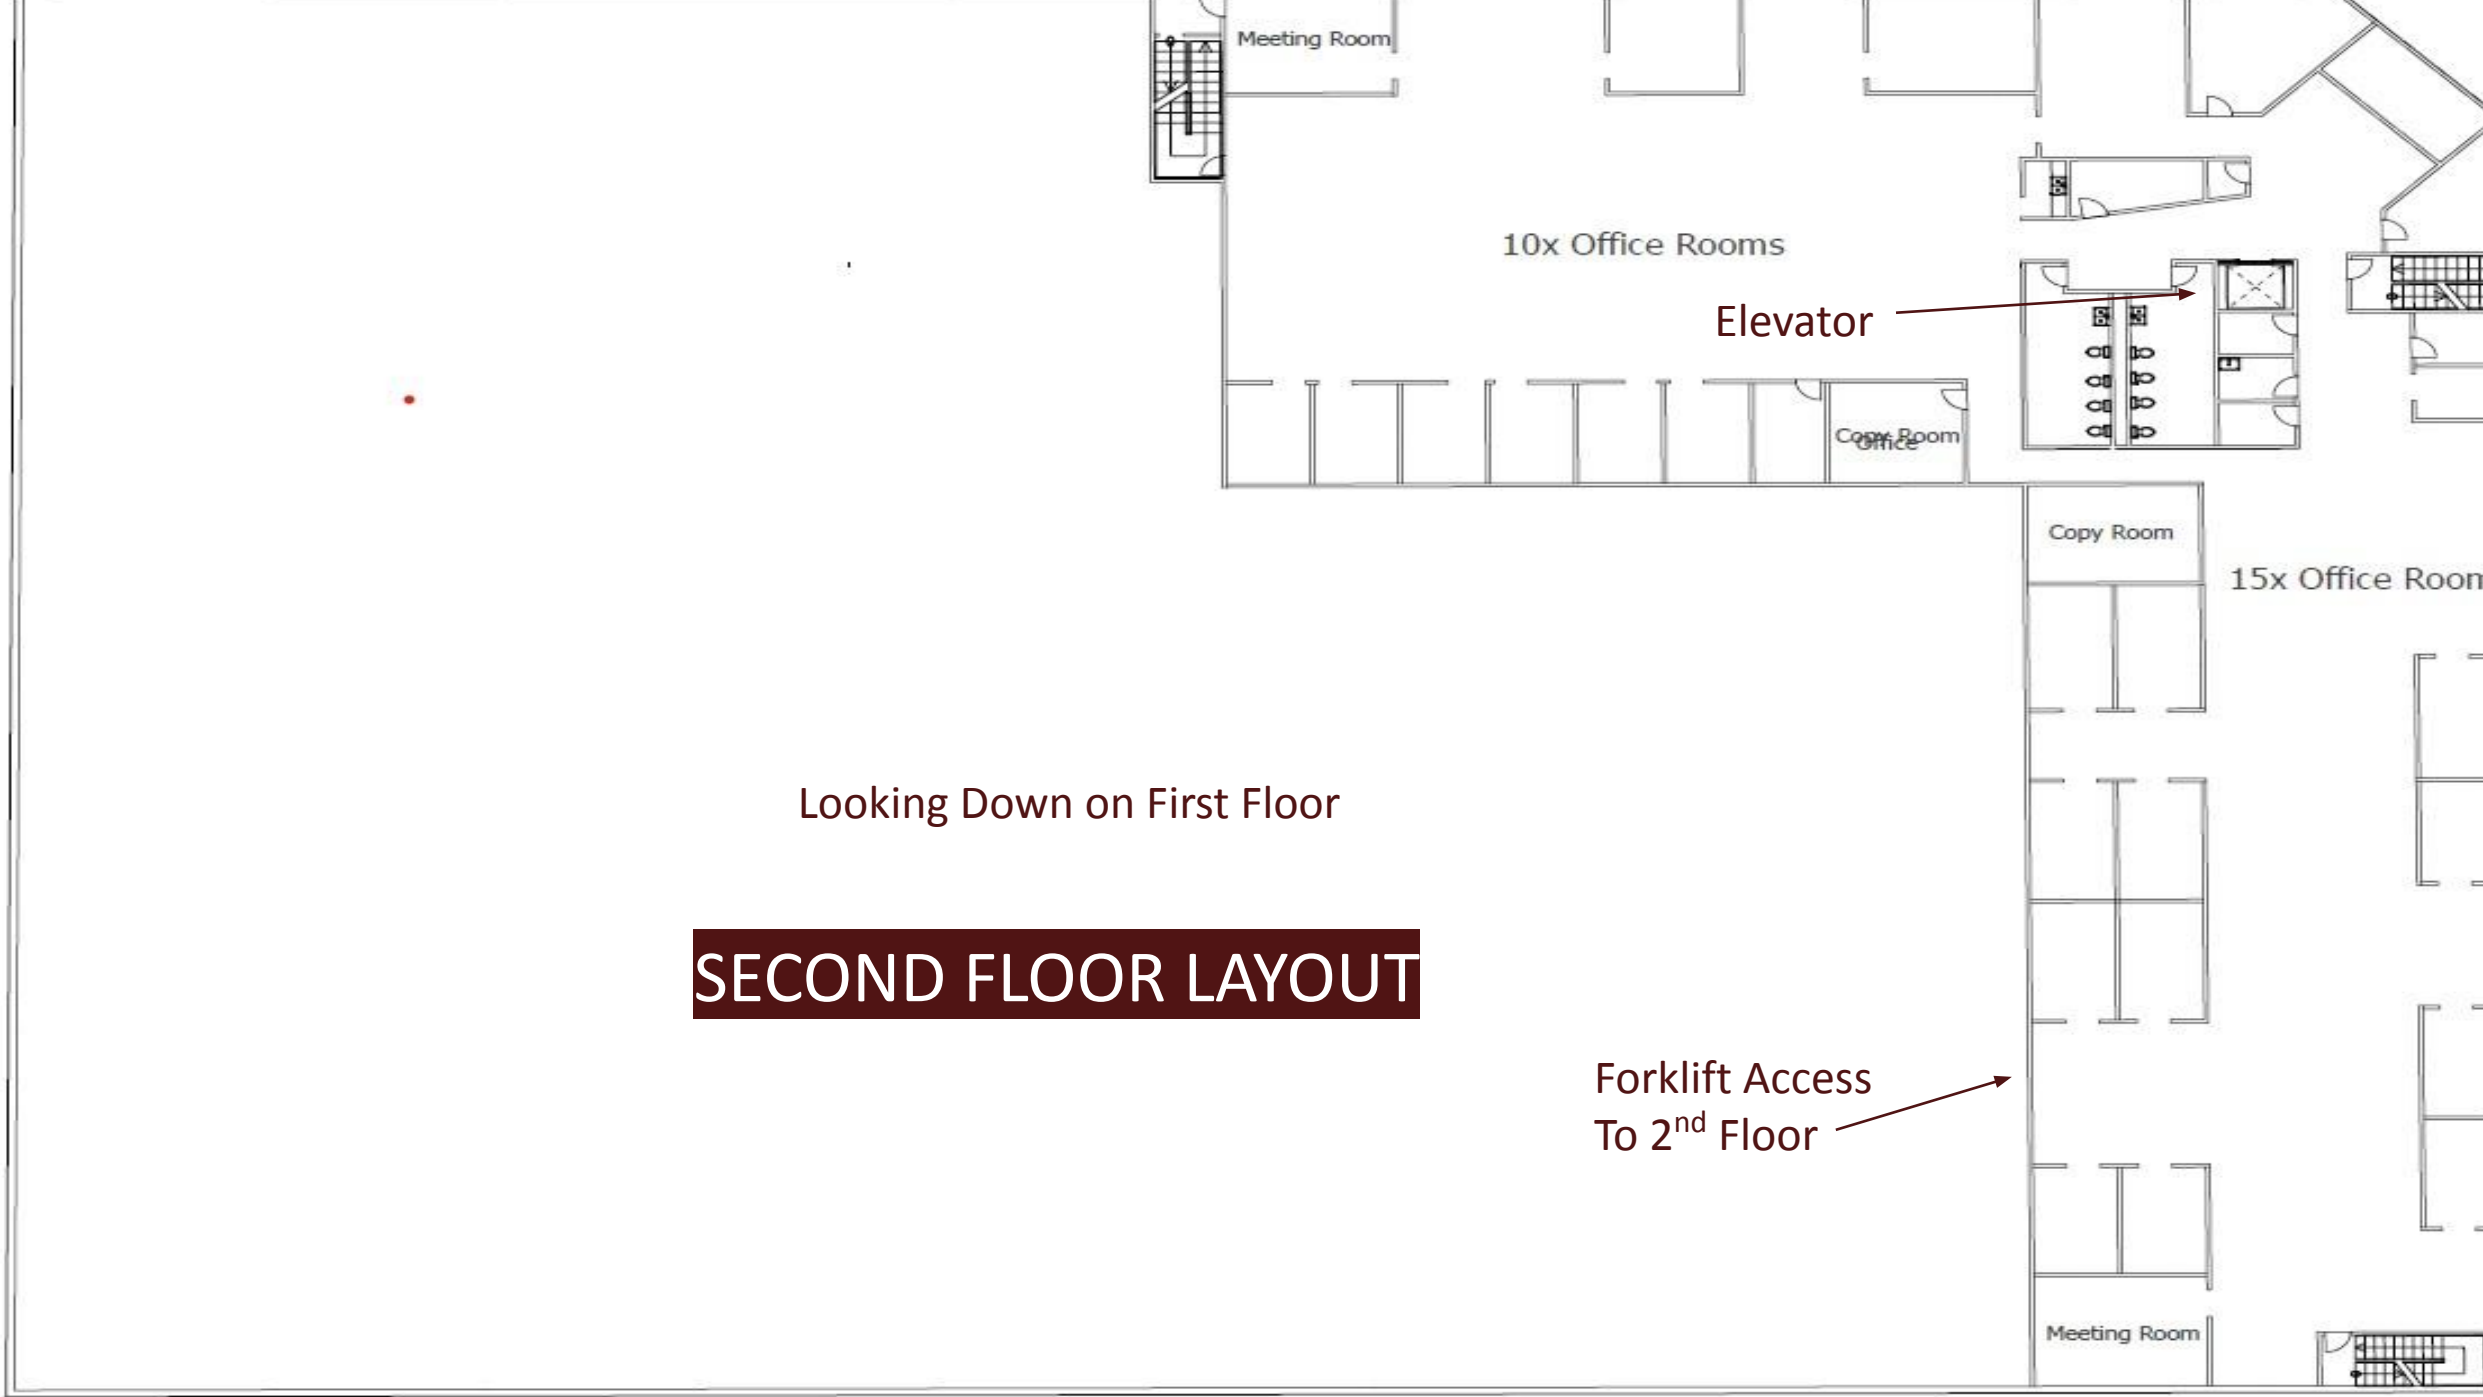 Meeting Room
10x Office Rooms
Elevator
Copy Room
Office
Copy Room
15x Office Room
Looking Down on First Floor
SECOND FLOOR LAYOUT
Forklift Access
To 2nd Floor
Meeting Room